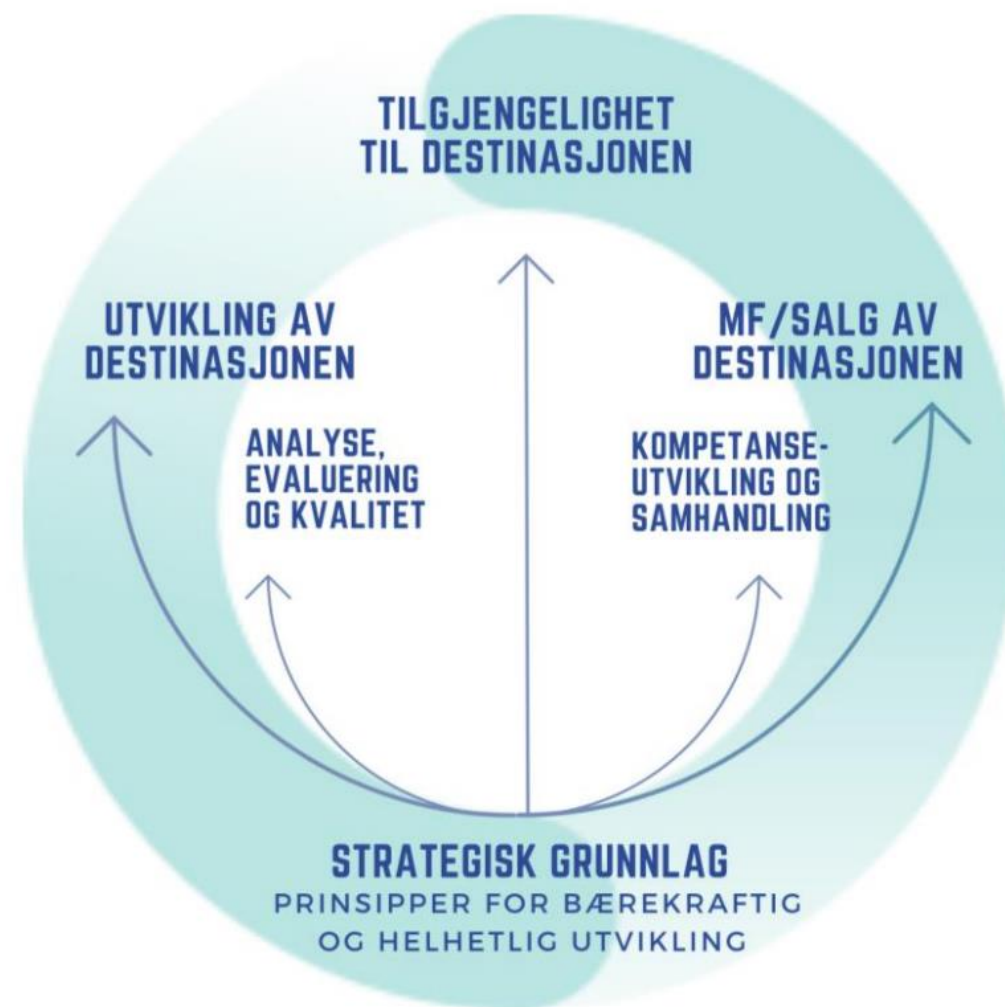 TILGJENGELIGHET
TIL DESTINASJONEN
UTVIKLING AV
DESTINASJONEN
MF/SALG AV
DESTINASJONEN
ANALYSE,
EVALUERING
OG KVALITET
KOMPETANSE-
UTVIKLING OG
SAMHANDLING
STRATEGISK GRUNNLAG
PRINSIPPER FOR BÆREKRAFTIG
OG HELHETLIG UTVIKLING